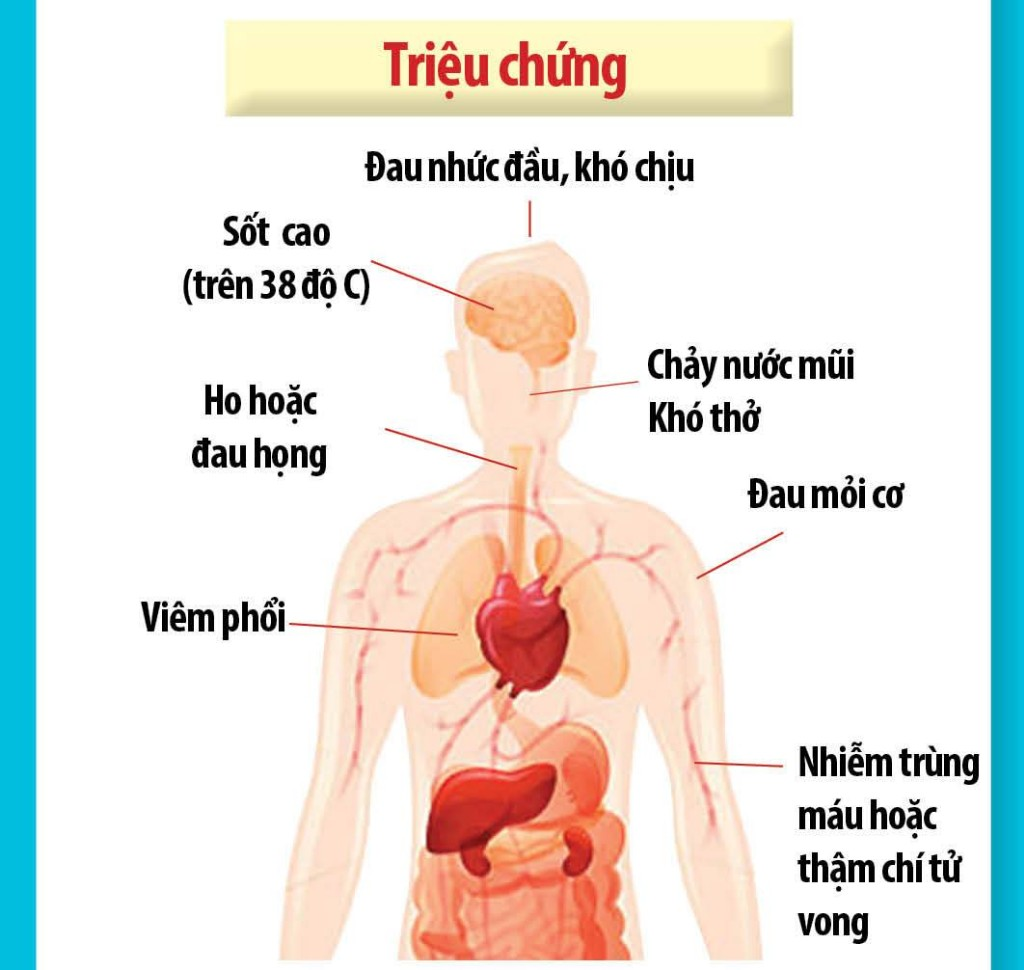 Triệu chứng
Đau nhức đầu, khó chịu
Sốt cao
(trên 38 độ C)
Chảy nước mũi
Khó thở
Ho hoặc
đau họng
Đau mỏi cơ
Viêm phổi
Nhiễm trùng
máu hoặc
thậm chí tử
vong